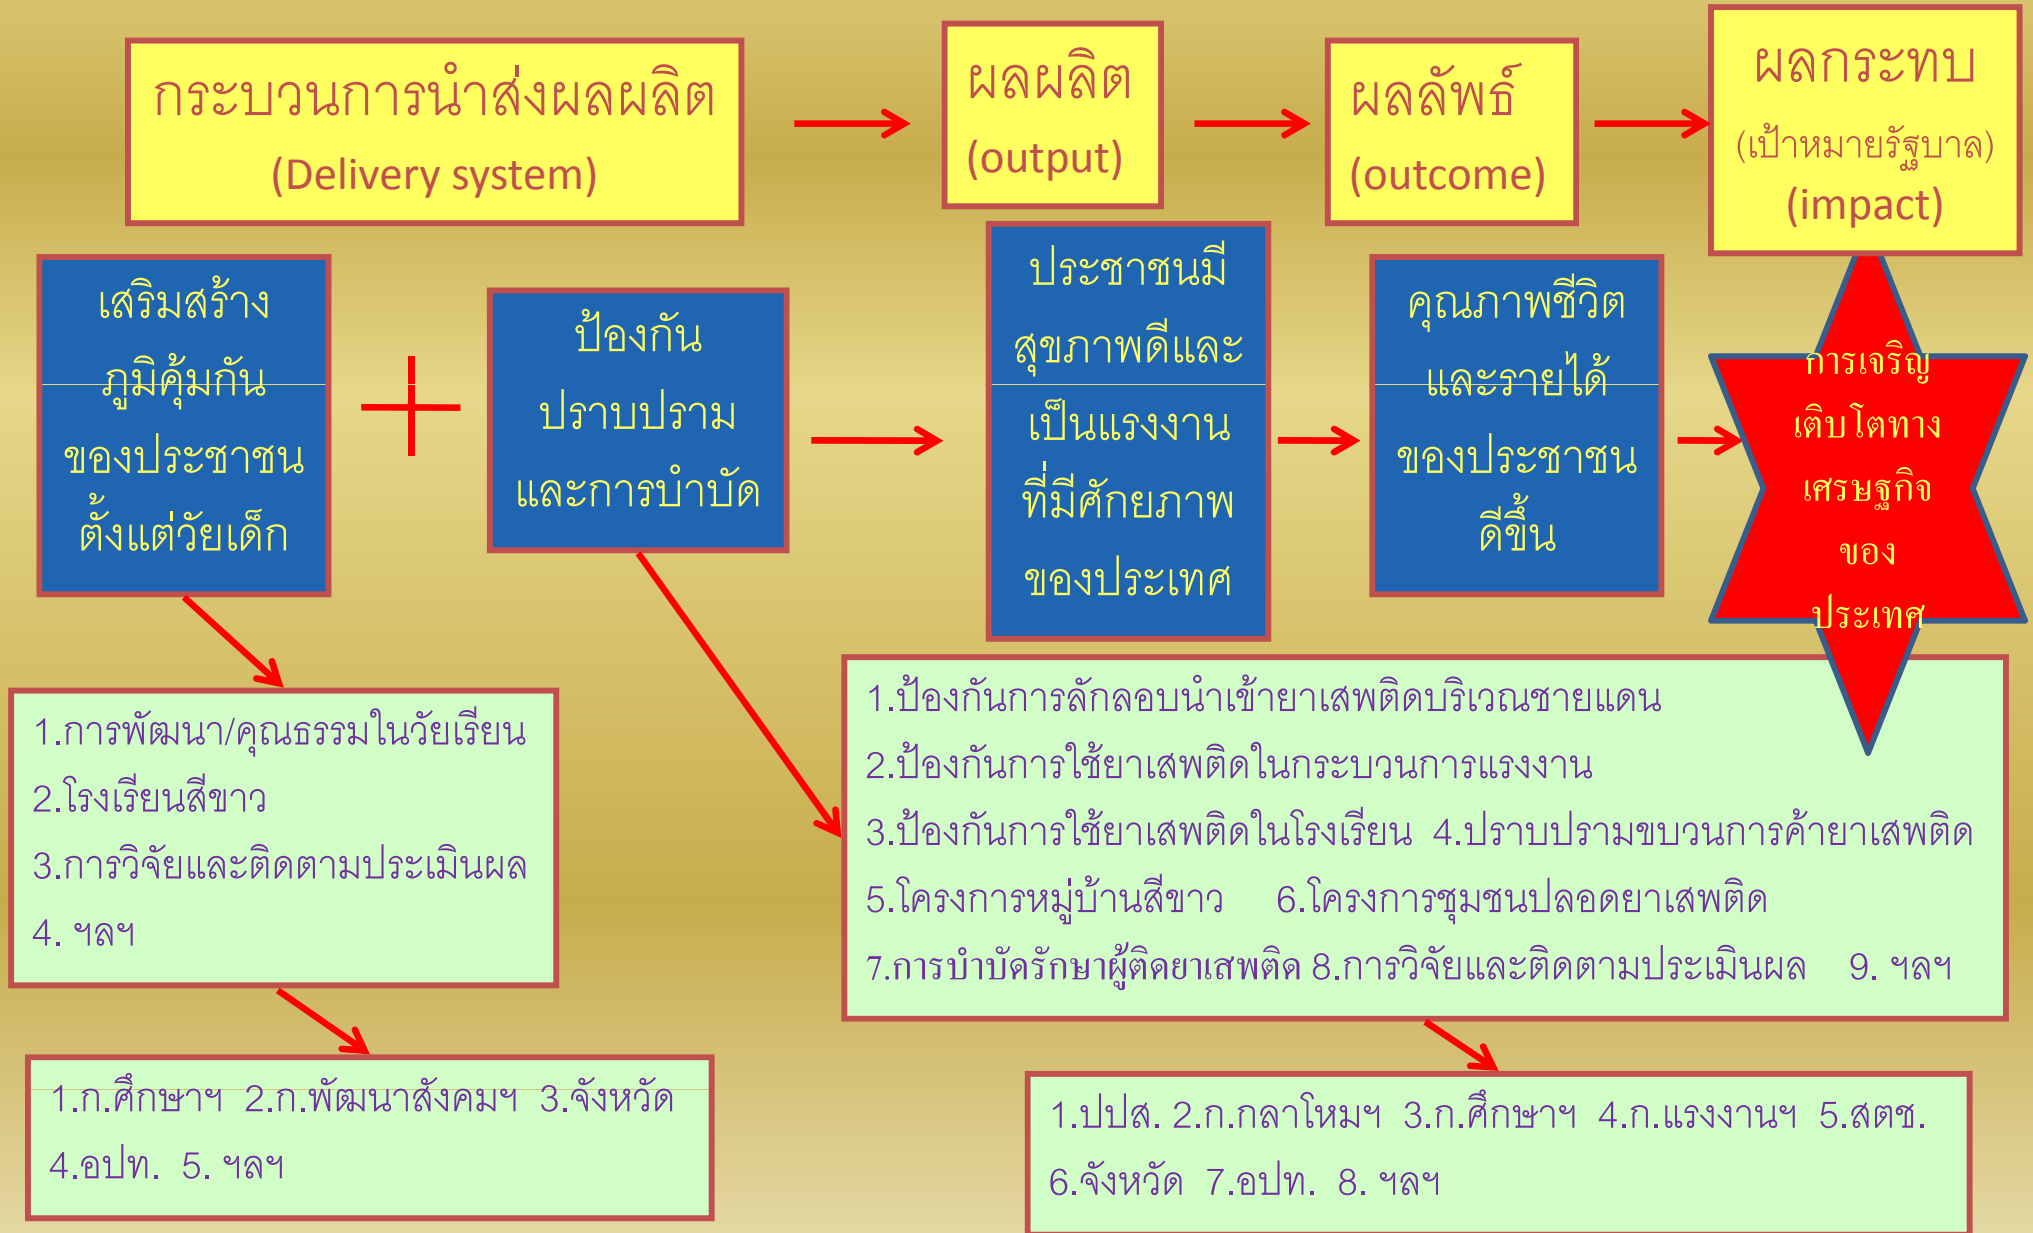 กระบวนการนำส่งผลผลิต
(Delivery system)
ผลผลิต
(output)
ผลลัพธ์
(outcome)
ผลกระทบ
(เป้าหมายรัฐบาล)
(impact)
เสริมสร้าง
ภูมิคุ้มกัน
ของประชาชน
ตั้งแต่วัยเด็ก
ป้องกัน
ปราบปราม
และการบำบัด
ประชาชนมี
สุขภาพดีและ
เป็นแรงงาน
ที่มีศักยภาพ
ของประเทศ
คุณภาพชีวิต
และรายได้
ของประชาชน
ดีขึ้น
การเจริญ
เติบโตทาง
เศรษฐกิจ
ของ
ประเทศ
1.การพัฒนา/คุณธรรมในวัยเรียน
2.โรงเรียนสีขาว
3.การวิจัยและติดตามประเมินผล
4. ฯลฯ
1.ป้องกันการลักลอบนำเข้ายาเสพติดบริเวณชายแดน
2.ป้องกันการใช้ยาเสพติดในกระบวนการแรงงาน
3.ป้องกันการใช้ยาเสพติดในโรงเรียน 4.ปราบปรามขบวนการค้ายาเสพติด
5.โครงการหมู่บ้านสีขาว 6.โครงการชุมชนปลอดยาเสพติด
7.การบำบัดรักษาผู้ติดยาเสพติด 8.การวิจัยและติดตามประเมินผล 9. ฯลฯ
1.ก.ศึกษาฯ 2.ก.พัฒนาสังคมฯ 3.จังหวัด
4.อปท. 5. ฯลฯ
1.ปปส. 2.ก.กลาโหมฯ 3.ก.ศึกษาฯ 4.ก.แรงงานฯ 5.สตช.
6.จังหวัด 7.อปท. 8. ฯลฯ